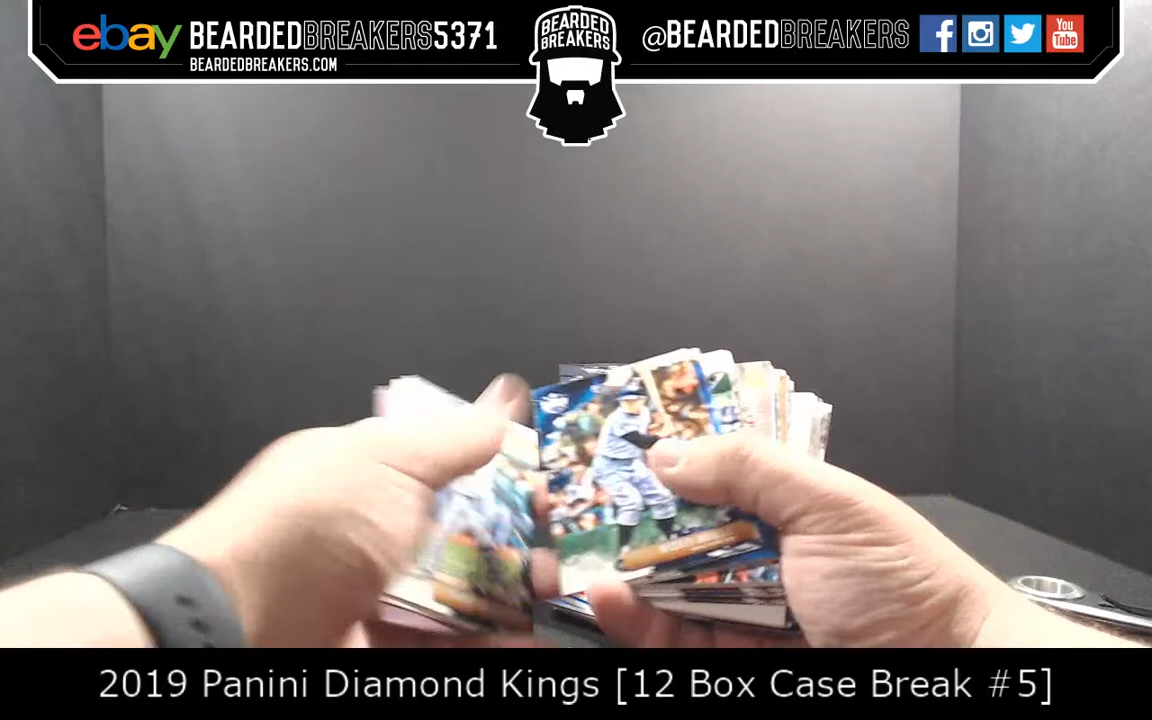 ebay BEARDEDBREAKERS5371
BEARDEDBREAKERS.COM
BEARDED
BREAKERS
@BEARDEDBREAKERS
You
Tube
2019 Panini Diamond Kings [12 Box Case Break #5]